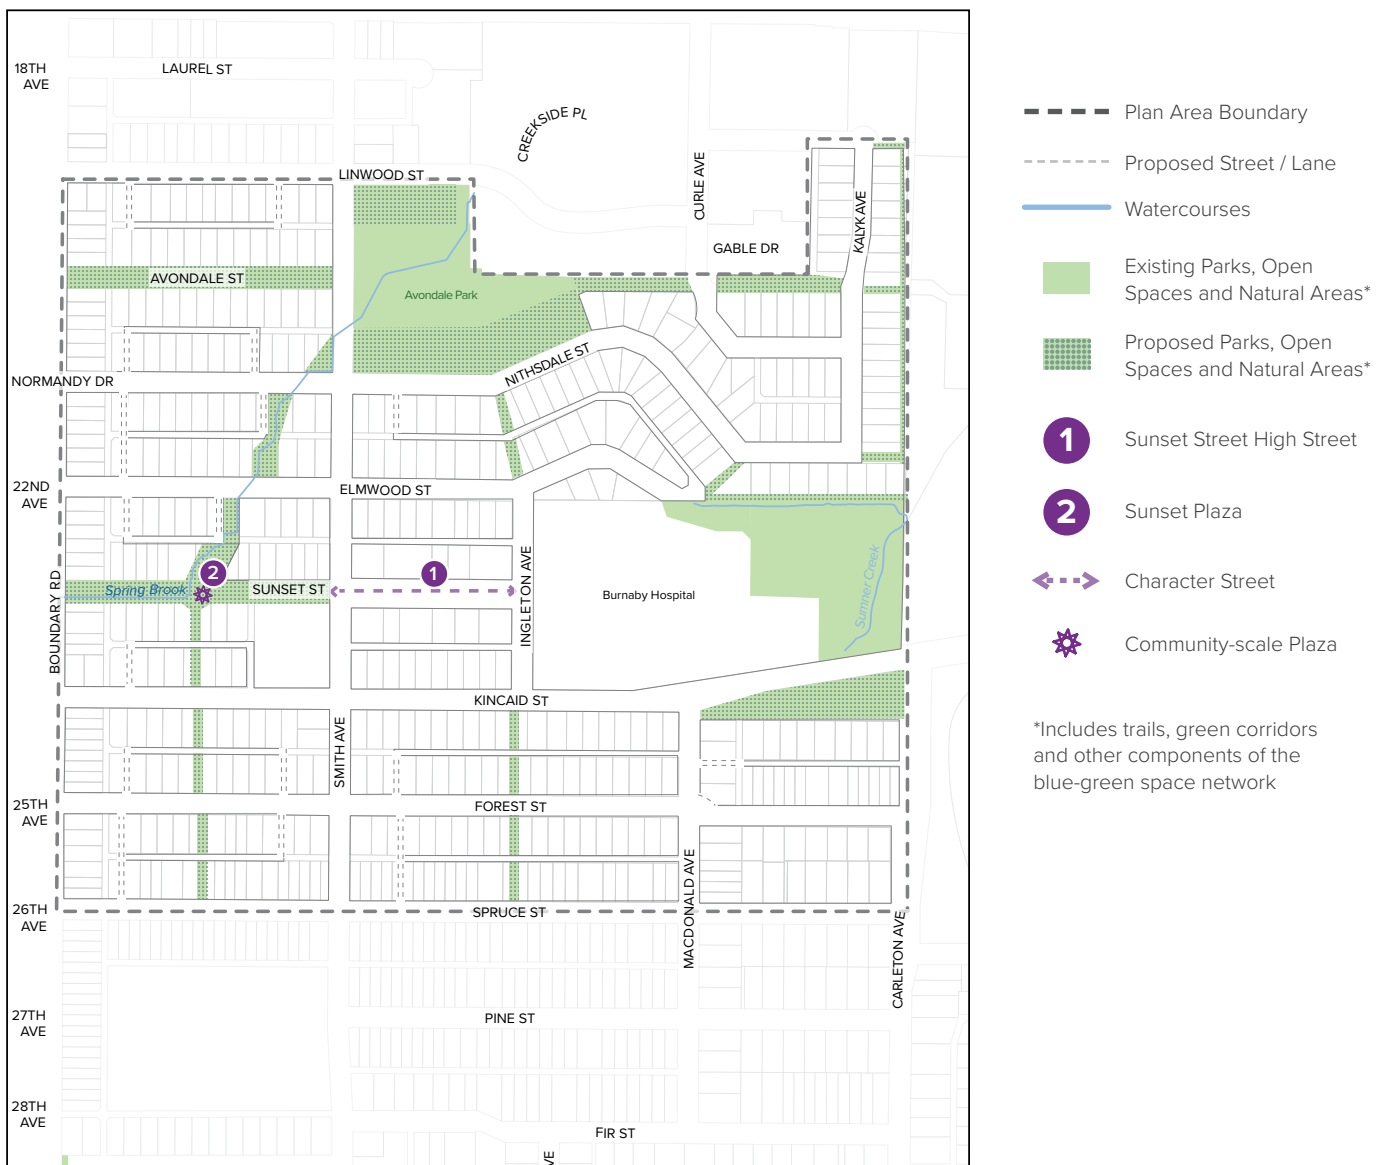 18TH
AVE
LAUREL ST
CREEKSIDE PL
LINWOOD ST
CURLE AVE
KALYK AVE
GABLE DR
AVONDALE ST
Avondale Park
NORMANDY DR
NITHSDALE ST
22ND
AVE
ELMWOOD ST
BOUNDARY RD
Spring Brook
2
SUNSET ST
1
INGLETON AVE
Burnaby Hospital
Sumner Creek
KINCAID ST
SMITH AVE
25TH
AVE
FOREST ST
MACDONALD AVE
26TH
AVE
SPRUCE ST
CARLETON AVE
27TH
AVE
PINE ST
28TH
AVE
FIR ST
VE
Plan Area Boundary
Proposed Street / Lane
Watercourses
Existing Parks, Open
Spaces and Natural Areas*
Proposed Parks, Open
Spaces and Natural Areas*
1 Sunset Street High Street
2 Sunset Plaza
Character Street
Community-scale Plaza
*Includes trails, green corridors
and other components of the
blue-green space network